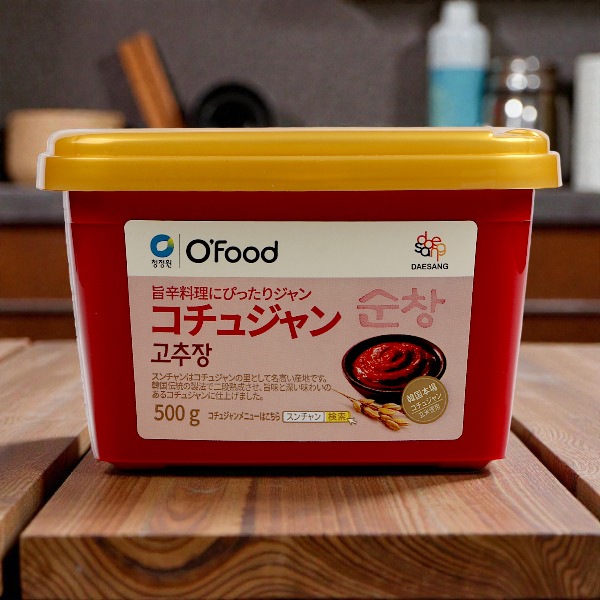 청정원
O'Food
daesang
DAESANG
旨辛料理にぴったりジャン
コチュジャン
순창
고추장
スンチャンはコチュジャンの里として名高い産地です。
韓国伝統の製法で二段熟成させ、旨味と深い味わいの
あるコチュジャンに仕上げました。
韓国本場
コチュジャン
玄米使用
500g
コチュジャンメニューはこちら
スンチャン
検索